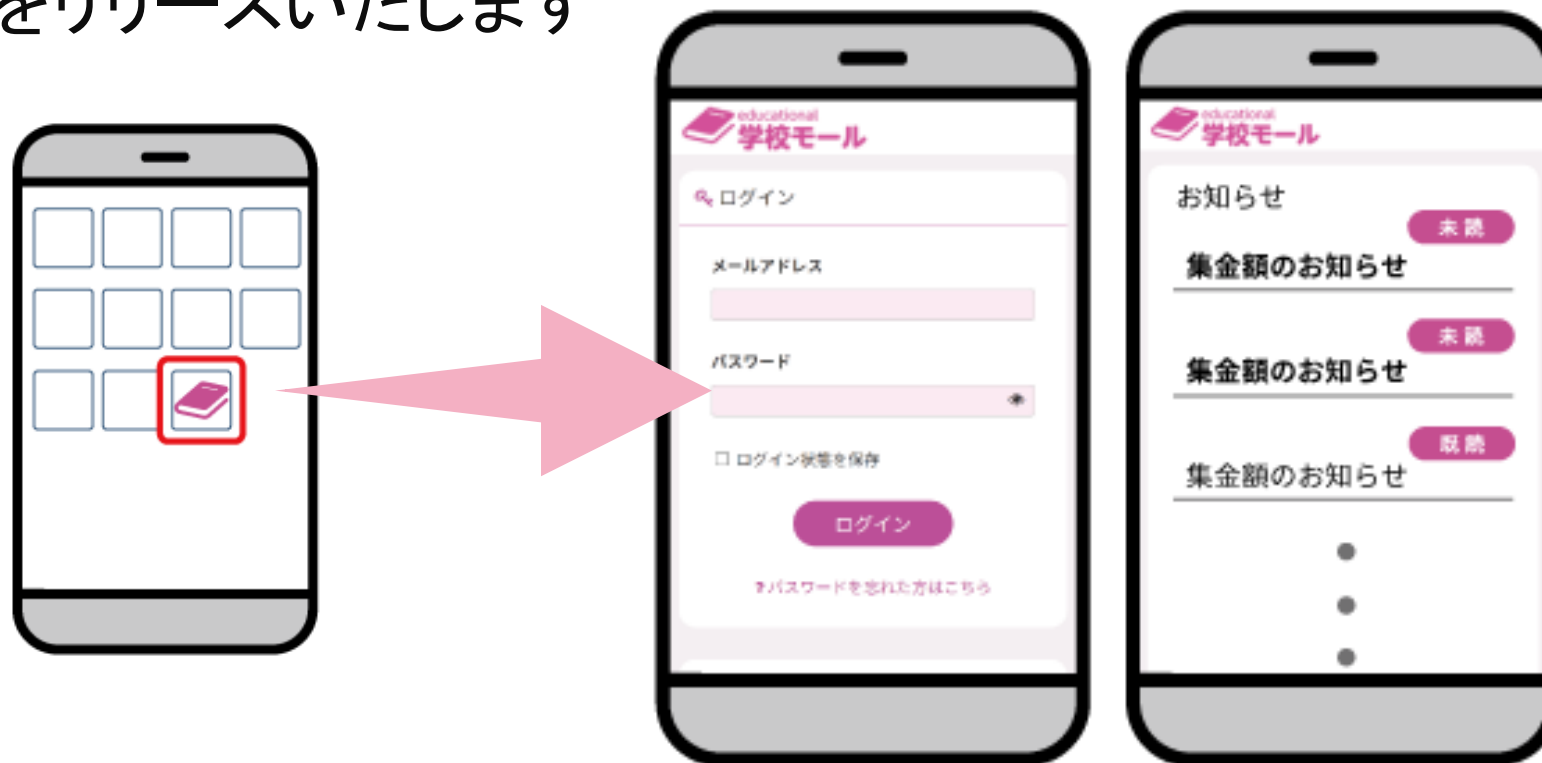 をリリースいたします
educational
学校モール
ログイン
メールアドレス
パスワード
ログイン状態を保存
ログイン
?パスワードを忘れた方はこちら
educational
学校モール
お知らせ
未読
集金額のお知らせ
未読
集金額のお知らせ
既読
集金額のお知らせ